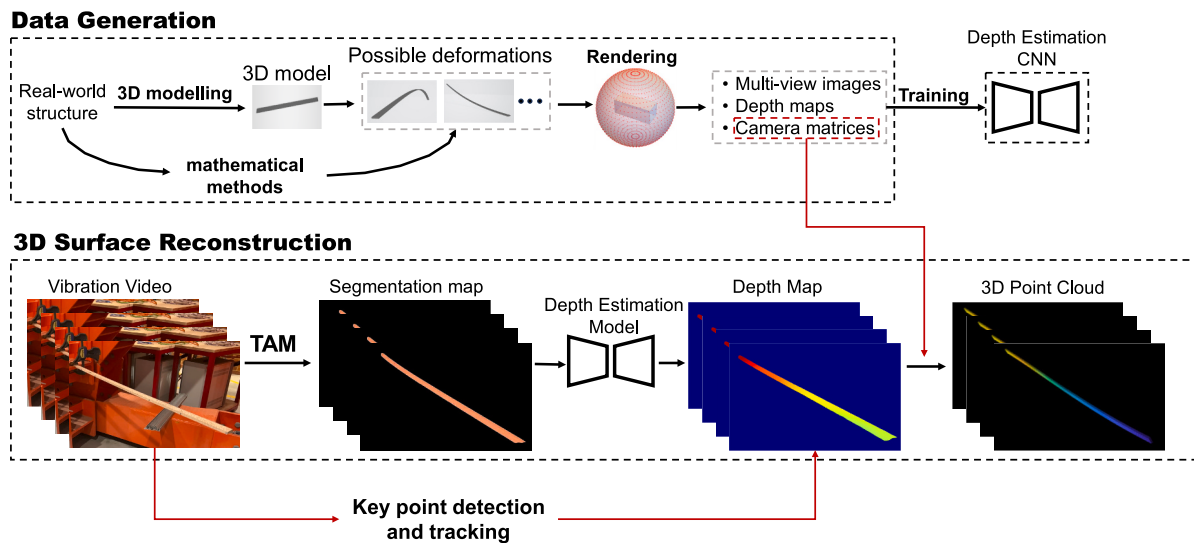 Data Generation
Real-world
structure
3D modelling
3D model
Possible deformations
mathematical
methods
Rendering
• Multi-view images
• Depth maps
• Camera matrices
Training
Depth Estimation
CNN
3D Surface Reconstruction
Vibration Video
TAM
Segmentation map
Depth Estimation
Model
Depth Map
3D Point Cloud
Key point detection
and tracking